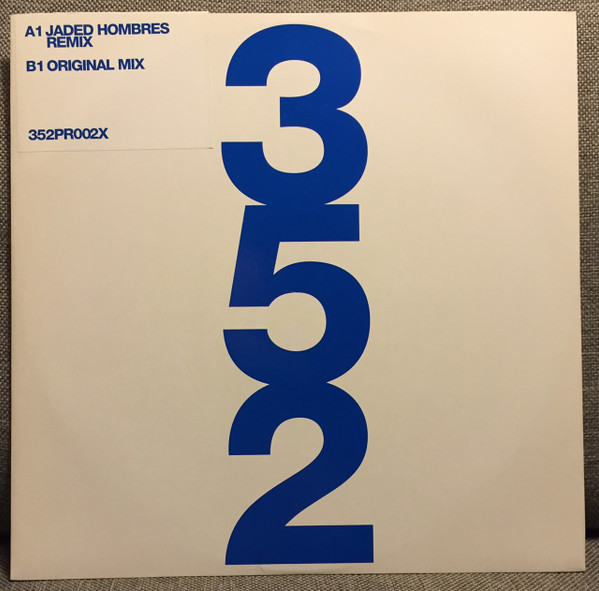 A1 JADED HOMBRES
REMIX
B1 ORIGINAL MIX
352PR002X
3
5
2